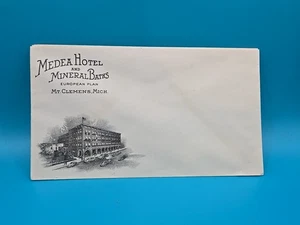 MEDEA HOTEL
AND
MINERAL BATHS
EUROPEAN PLAN
MT. CLEMENS, MICH.